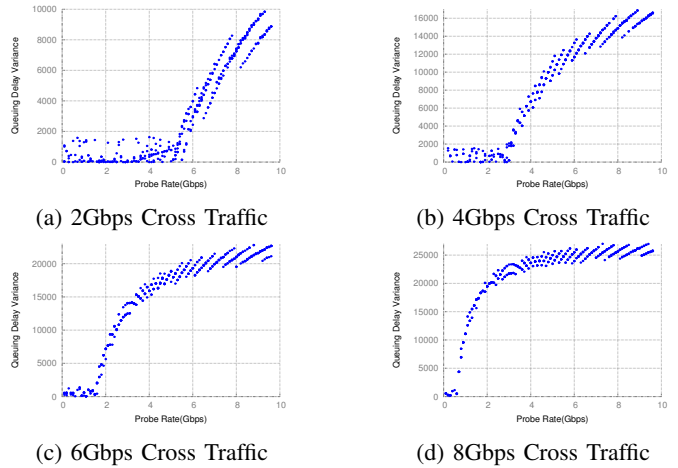 10000
8000
6000
4000
2000
0
Queuing Delay Variance
0 2 4 6 8 10
Probe Rate(Gbps)
(a) 2Gbps Cross Traffic
16000
14000
12000
10000
8000
6000
4000
2000
0
Queuing Delay Variance
0 2 4 6 8 10
Probe Rate(Gbps)
(b) 4Gbps Cross Traffic
20000
15000
10000
5000
0
Queuing Delay Variance
0 2 4 6 8 10
Probe Rate(Gbps)
(c) 6Gbps Cross Traffic
25000
20000
15000
10000
5000
0
Queuing Delay Variance
0 2 4 6 8 10
Probe Rate(Gbps)
(d) 8Gbps Cross Traffic